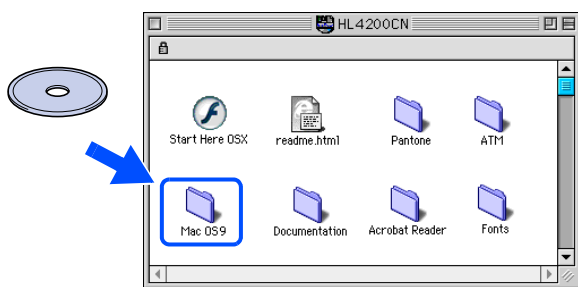 HL4200CN
Start Here OSX
readme.html
Pantone
ATM
Mac OS9
Documentation
Acrobat Reader
Fonts